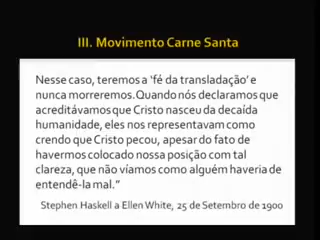 III. Movimento Carne Santa
Nesse caso, teremos a ‘fé da transladação’ e
nunca morreremos.Quando nós declaramos que
acreditávamos que Cristo nasceu da decaída
humanidade, eles nos representavam como
crendo que Cristo pecou, apesar do fato de
havermos colocado nossa posição com tal
clareza, que não víamos como alguém haveria de
entendê-la mal.”
Stephen Haskell a Ellen White, 25 de Setembro de 1900